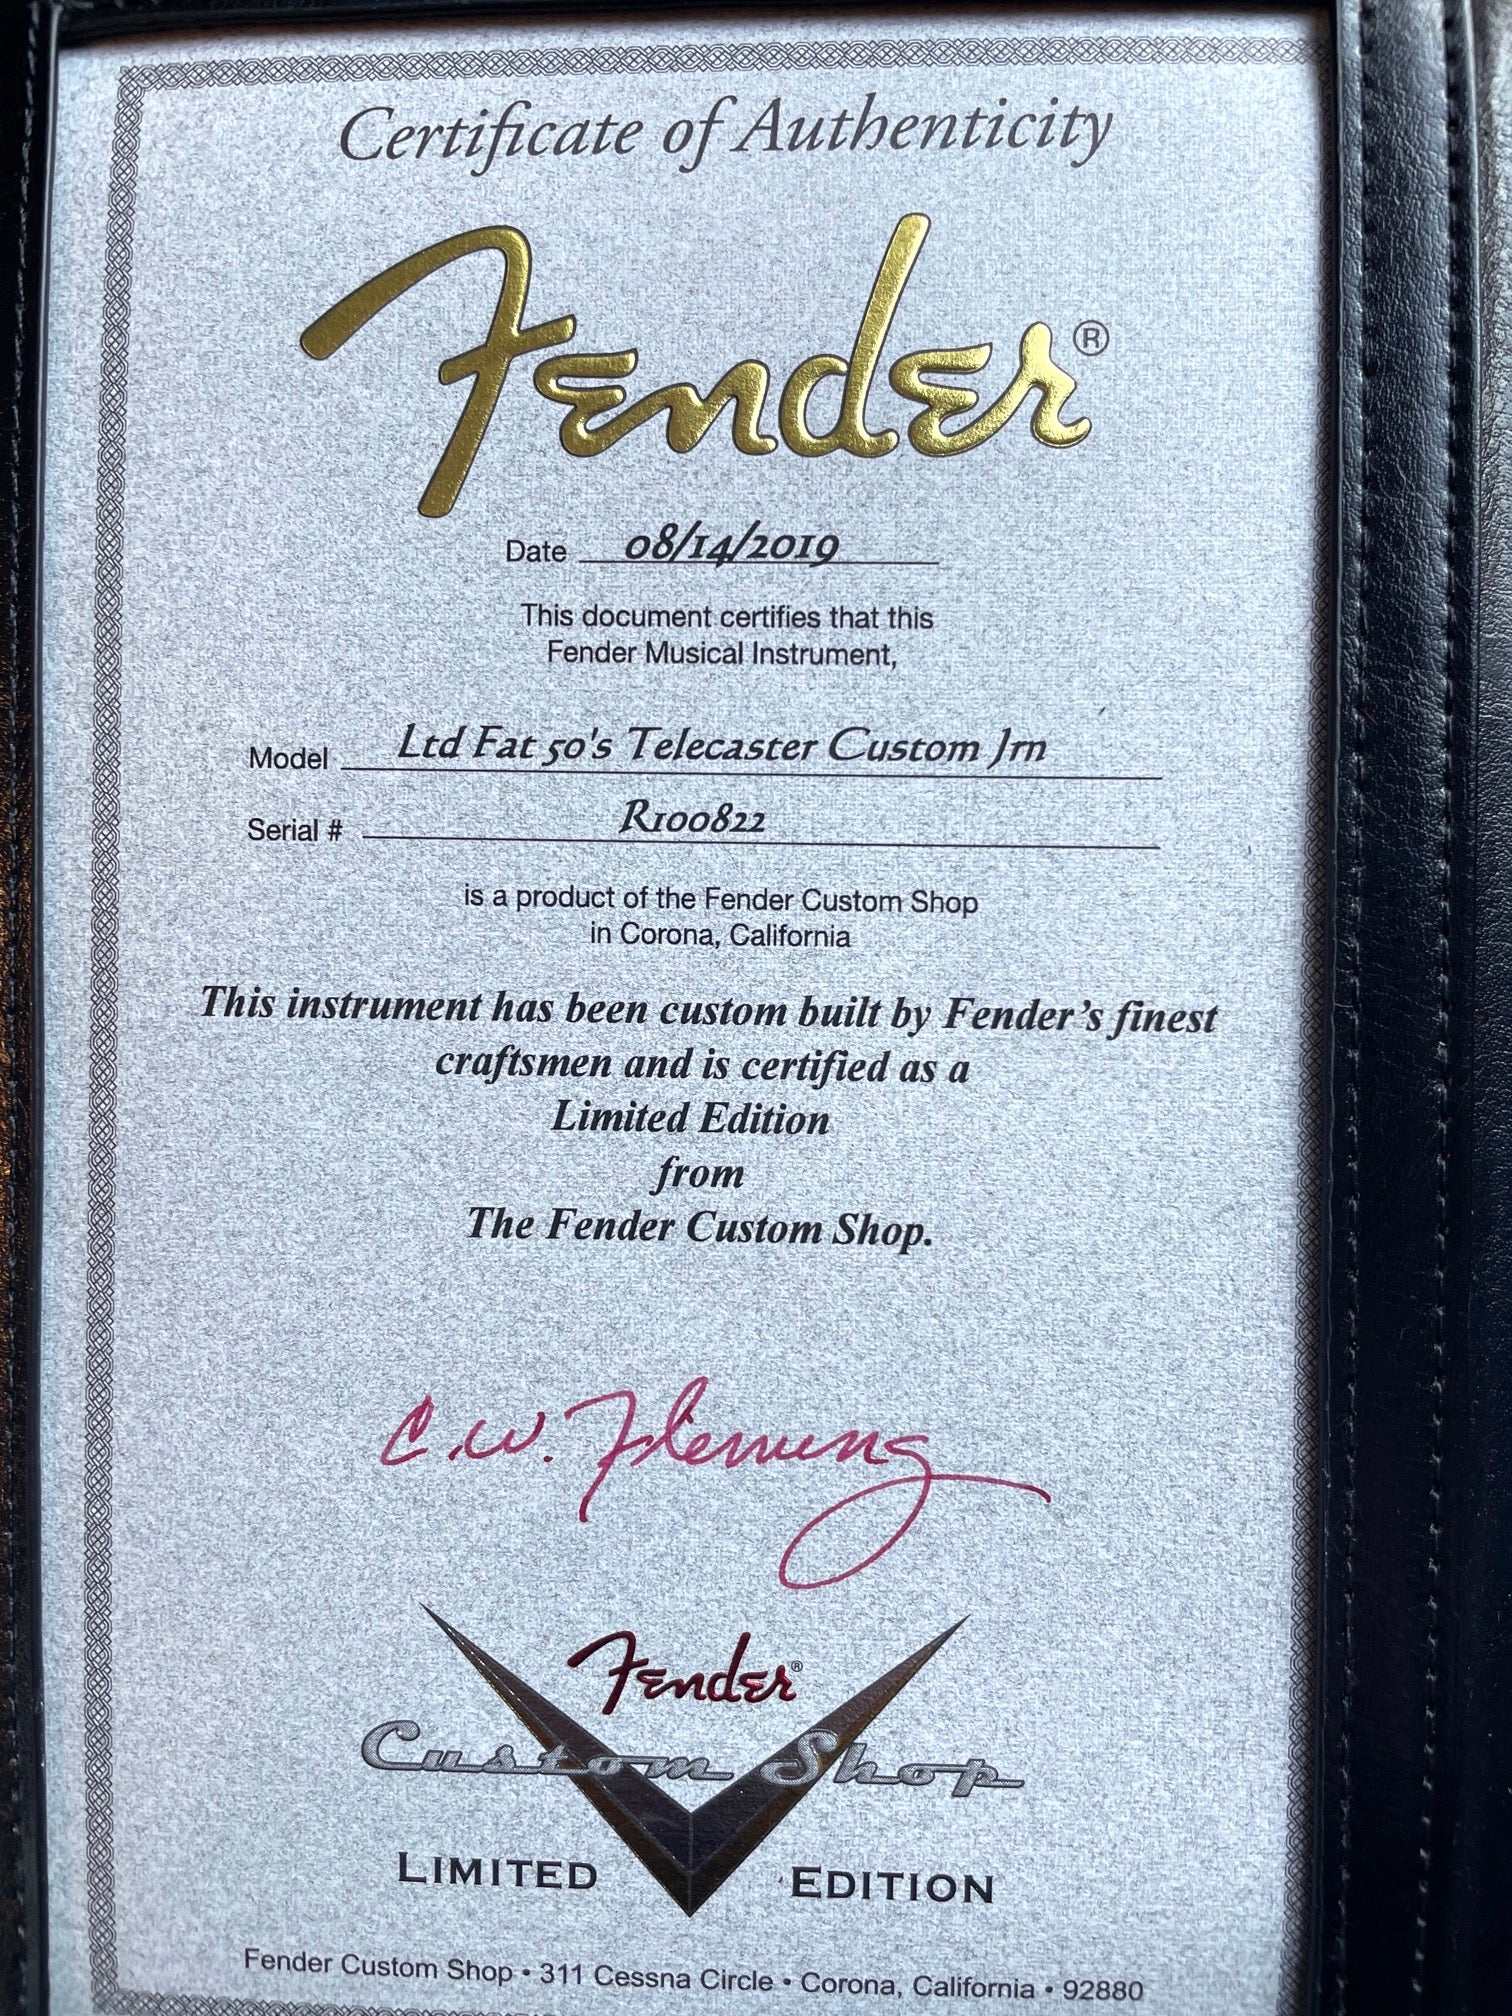 Certificate of Authenticity
Fender®
Date 08/14/2019
This document certifies that this
Fender Musical Instrument,
Model Ltd Fat 50's Telecaster Custom Jrn
Serial # R100822
is a product of the Fender Custom Shop
in Corona, California
This instrument has been custom built by Fender's finest
craftsmen and is certified as a
Limited Edition
from
The Fender Custom Shop.
C.W. Fleming
Fender®
Custom Shop
LIMITED EDITION
Fender Custom Shop • 311 Cessna Circle • Corona, California • 92880